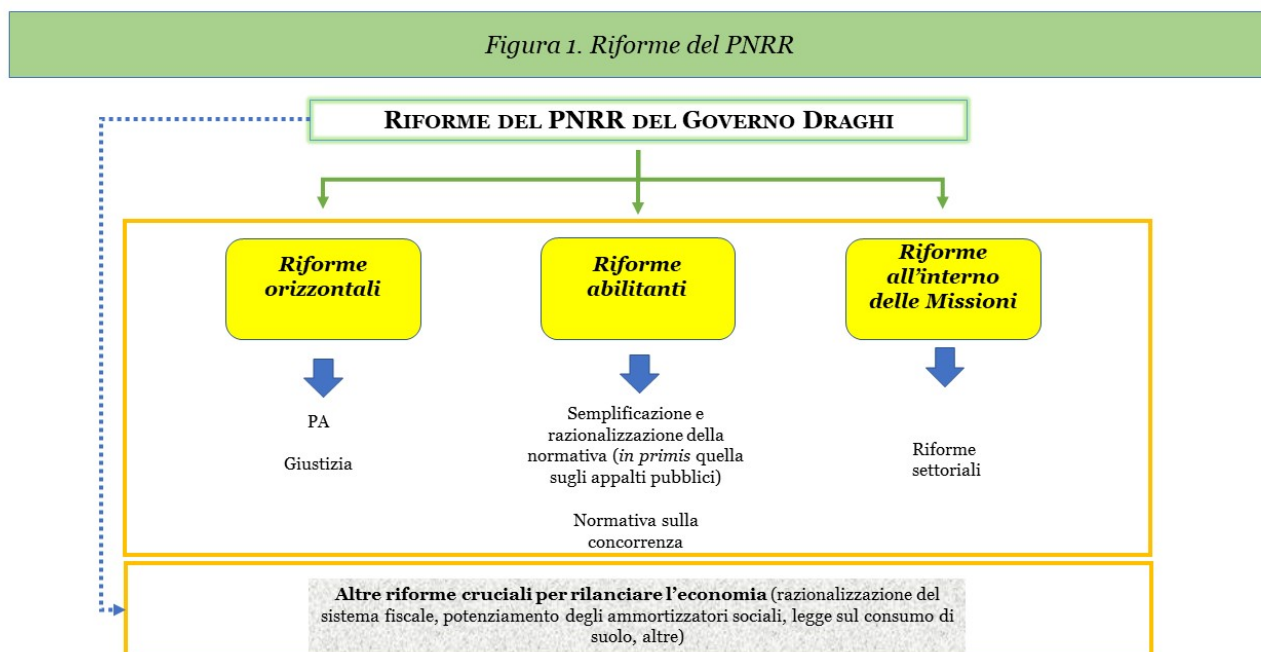 Figura 1. Riforme del PNRR
RIFORME DEL PNRR DEL GOVERNO DRAGHI
Riforme
orizzontali
PA
Giustizia
Riforme
abilitanti
Semplificazione e
razionalizzazione della
normativa (in primis quella
sugli appalti pubblici)
Normativa sulla
concorrenza
Riforme
all'interno
delle Missioni
Riforme
settoriali
Altre riforme cruciali per rilanciare l'economia (razionalizzazione del
sistema fiscale, potenziamento degli ammortizzatori sociali, legge sul consumo di
suolo, altre)